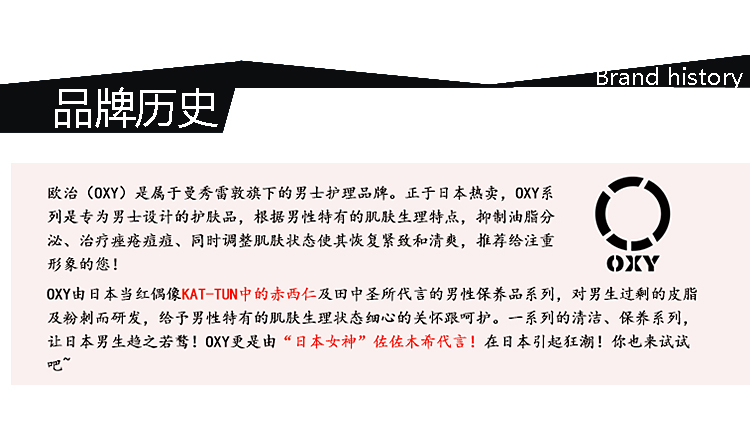 Brand history
品牌历史
欧治（OXY）是属于曼秀雷敦旗下的男士护理品牌。正于日本热卖，OXY系
列是专为男士设计的护肤品，根据男性特有的肌肤生理特点，抑制油脂分
泌、治疗痤疮痘痘、同时调整肌肤状态使其恢复紧致和清爽，推荐给注重
形象的您！
OXY
OXY由日本当红偶像KAT-TUN中的赤西仁及田中圣所代言的男性保养品系列，对男生过剩的皮脂
及粉刺而研发，给予男性特有的肌肤生理状态细心的关怀跟呵护。一系列的清洁、保养系列，
让日本男生趋之若鹜！OXY更是由“日本女神”佐佐木希代言！在日本引起狂潮！你也来试试
吧~